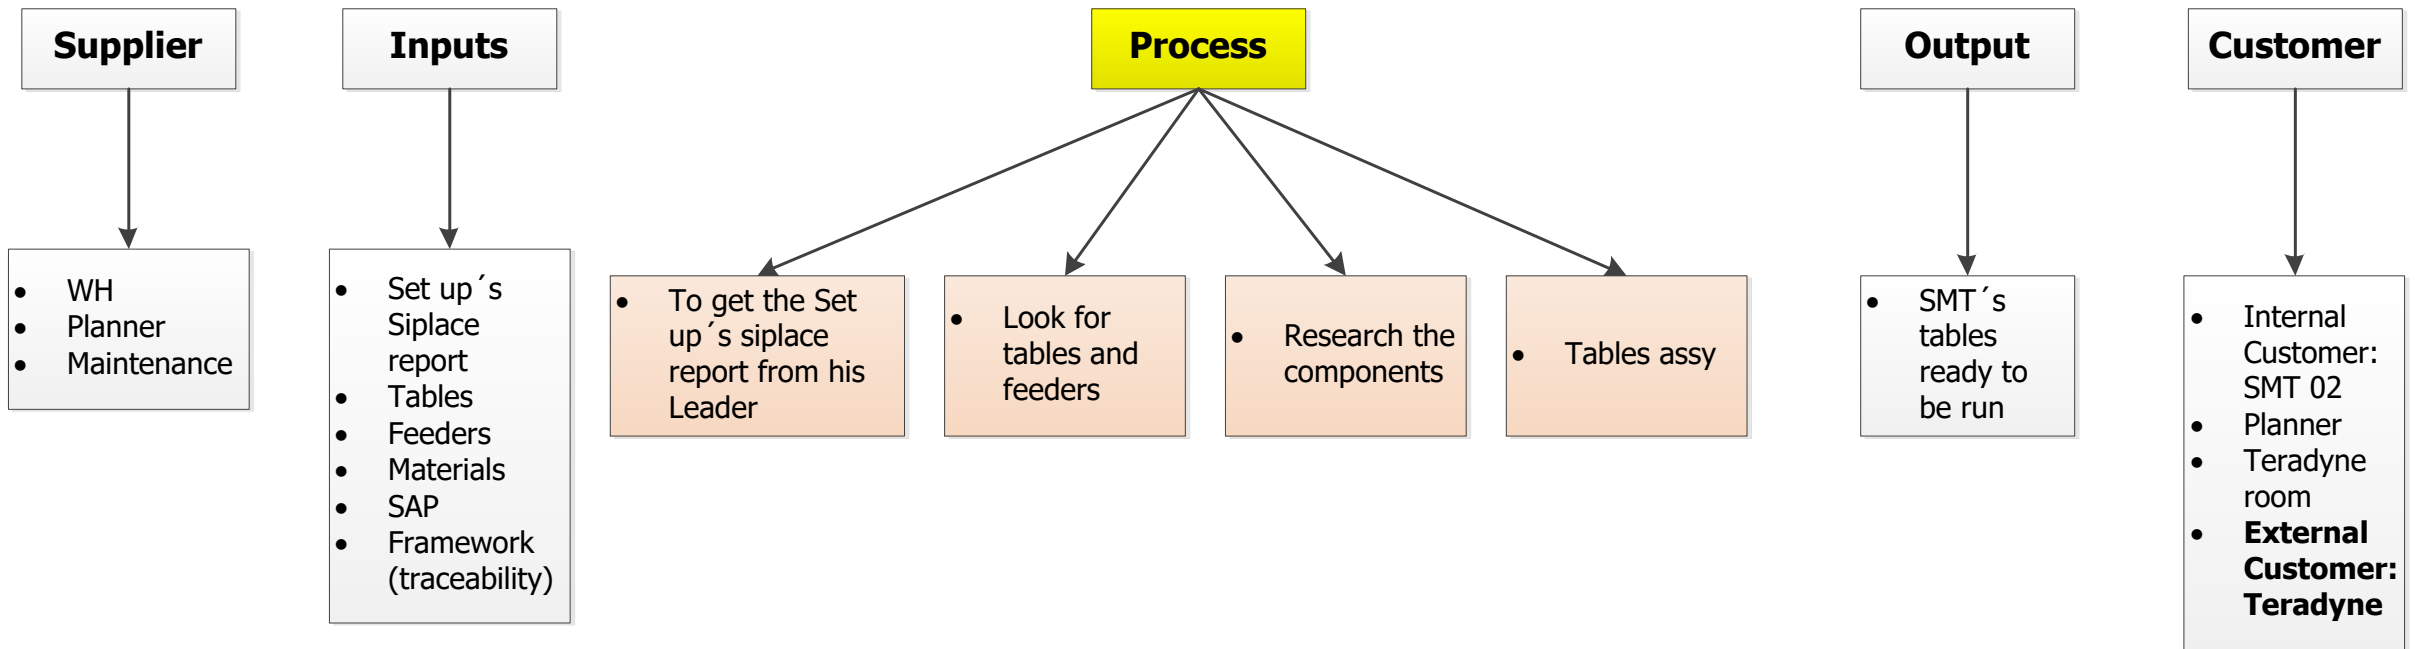 Supplier
Inputs
Process
Output
Customer
• WH
• Planner
• Maintenance
• Set up´s
Siplace
report
• Tables
• Feeders
• Materials
• SAP
• Framework
(traceability)
• To get the Set
up´s siplace
report from his
Leader
• Look for
tables and
feeders
• Research the
components
• Tables assy
• SMT´s
tables
ready to
be run
• Internal
Customer:
SMT 02
• Planner
• Teradyne
room
• External
Customer:
Teradyne